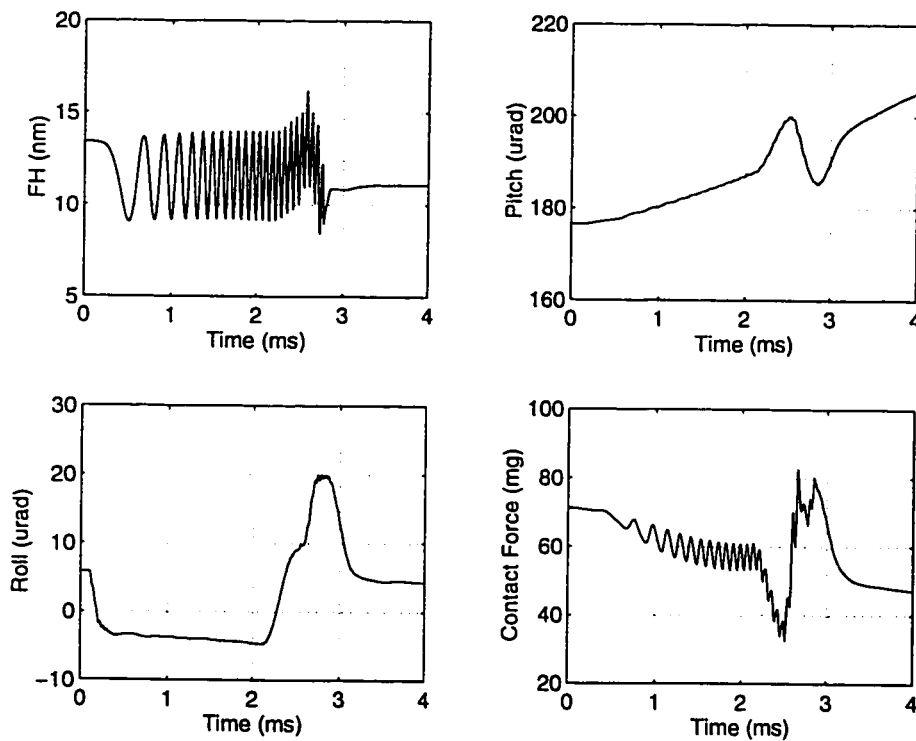 20
15
10
5
FH (nm)
0 1 2 3 4
Time (ms)
220
200
180
160
Pitch (urad)
0 1 2 3 4
Time (ms)
30
20
10
0
−10
Roll (urad)
0 1 2 3 4
Time (ms)
100
80
60
40
20
Contact Force (mg)
0 1 2 3 4
Time (ms)